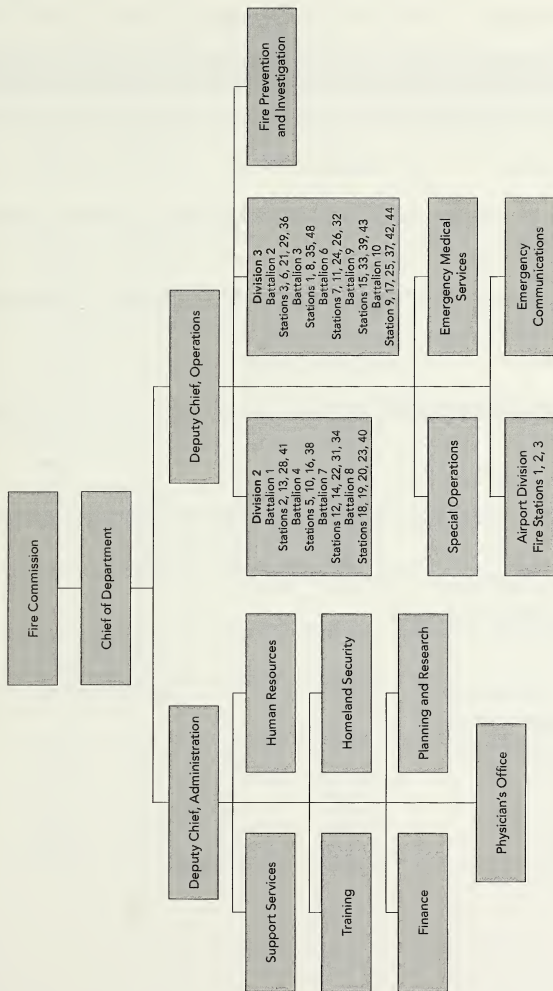 Fire Commission
Chief of Department
Deputy Chief, Administration
Support Services
Human Resources
Training
Homeland Security
Finance
Planning and Research
Physician's Office
Deputy Chief, Operations
Division 2
Battalion 1
Stations 2, 13, 28, 41
Battalion 4
Stations 5, 10, 16, 38
Battalion 7
Stations 12, 14, 22, 31, 34
Battalion 8
Stations 18, 19, 20, 23, 40
Division 3
Battalion 2
Stations 3, 6, 21, 29, 36
Battalion 3
Stations 1, 8, 35, 48
Battalion 6
Stations 7, 11, 24, 26, 32
Battalion 9
Stations 15, 33, 39, 43
Battalion 10
Station 9, 17, 25, 37, 42, 44
Fire Prevention
and Investigation
Special Operations
Emergency Medical
Services
Airport Division
Fire Stations 1, 2, 3
Emergency
Communications